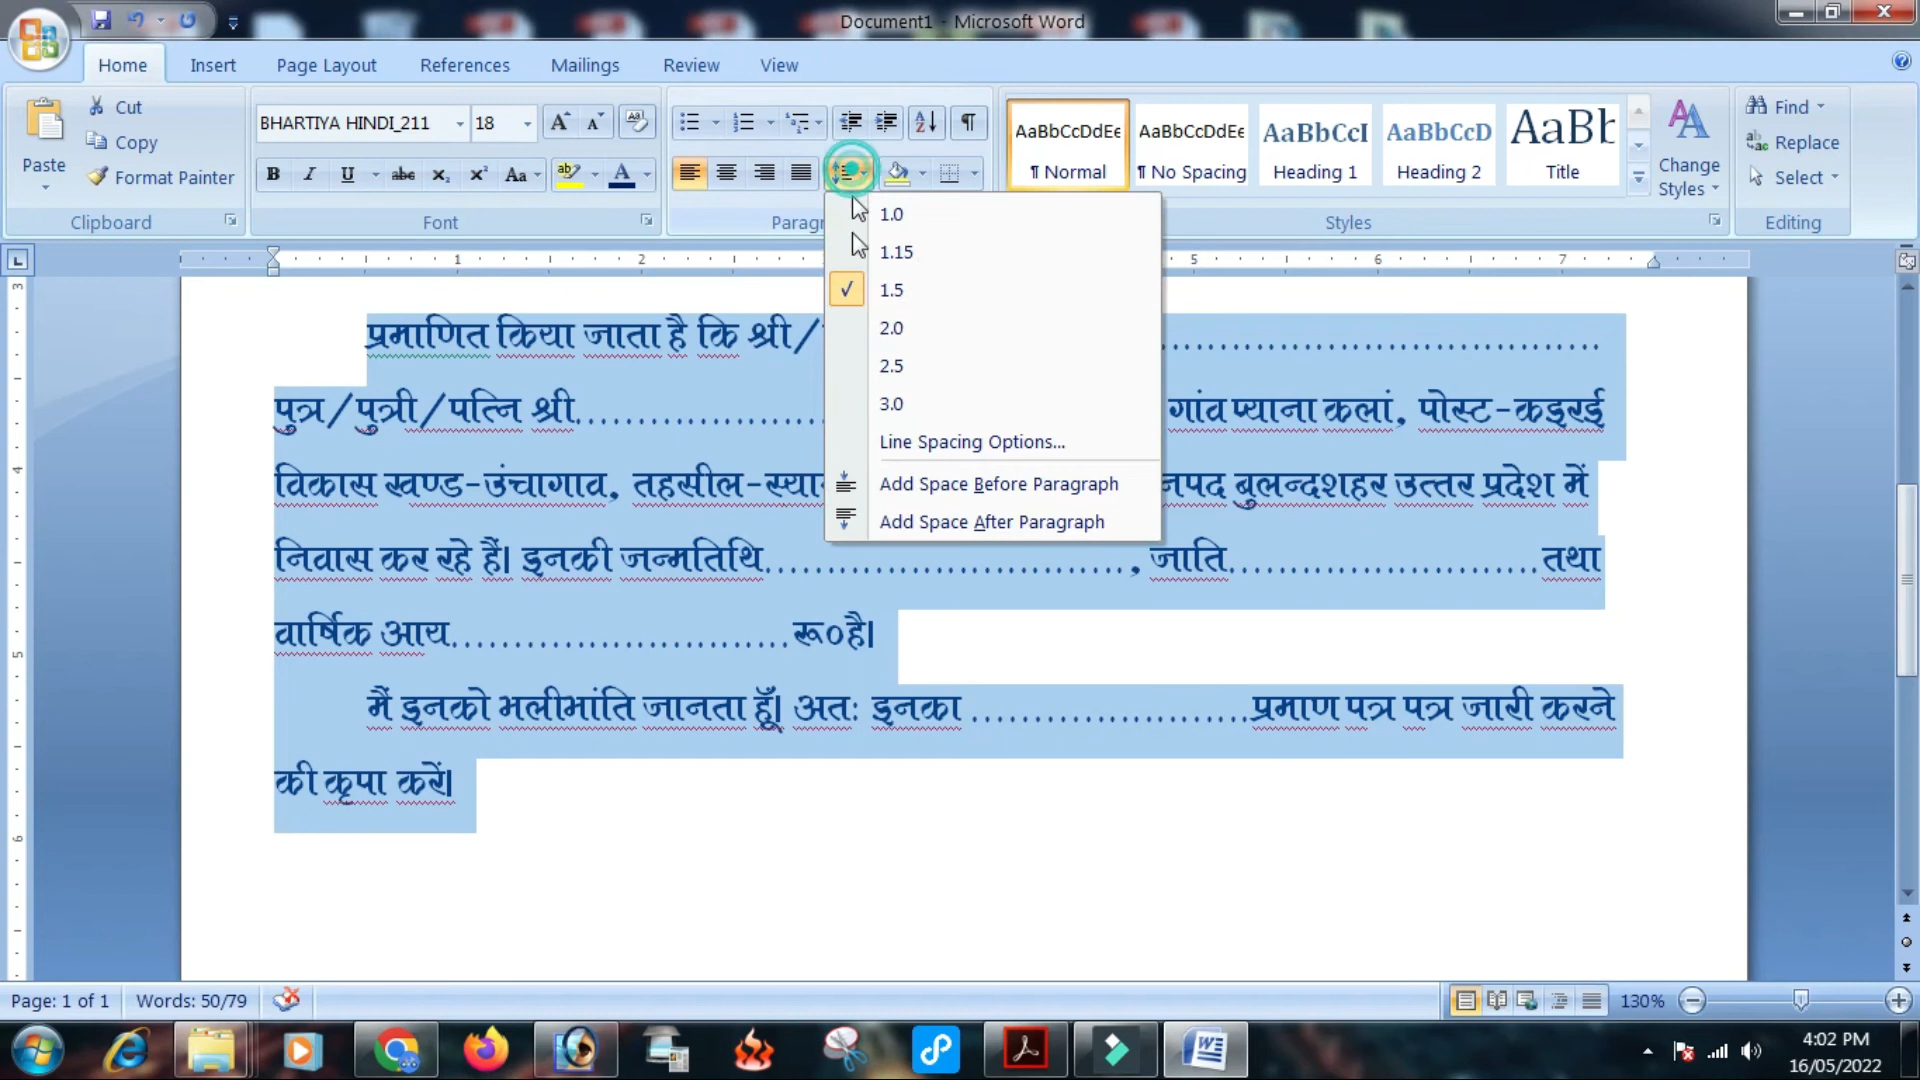 Document1 - Microsoft Word
Home Insert Page Layout References Mailings Review View
Paste
Cut
Copy
Format Painter
Clipboard
BHARTIYA HINDI_211 18
Font
Paragr
AaBbCcDdEe AaBbCcDdEe AaBbCcI AaBbCcD AaBb
¶ Normal ¶ No Spacing Heading 1 Heading 2 Title
Change Styles
Styles
Find
Replace
Select
Editing
1.0
1.15
1.5
2.0
2.5
3.0
Line Spacing Options...
Add Space Before Paragraph
Add Space After Paragraph
प्रमाणित किया जाता है कि श्री/
पुत्र/पुत्री/पत्नि श्री.................... गांव प्याना कलां, पोस्ट-कइरई
विकास खण्ड-उंचागाव, तहसील-स्या नपद बुलन्दशहर उत्तर प्रदेश में
निवास कर रहे हैं। इनकी जन्मतिथि............................., जाति.........................तथा
वार्षिक आय...........................रू०है।
मैं इनको भलीभांति जानता हूँ। अतः इनका ......................प्रमाण पत्र पत्र जारी करने
की कृपा करें।
Page: 1 of 1 Words: 50/79 130%
4:02 PM
16/05/2022